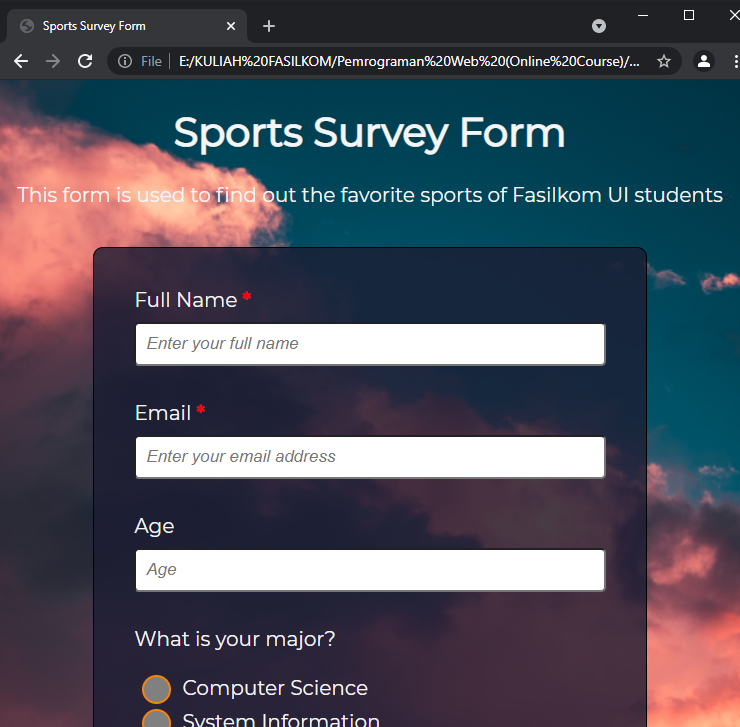 Sports Survey Form
File
E:/KULIAH%20FASILKOM/Pemrograman%20Web%20(Online%20Course)/...
Sports Survey Form
This form is used to find out the favorite sports of Fasilkom UI students
Full Name *
Enter your full name
Email *
Enter your email address
Age
Age
What is your major?
Computer Science
System Information